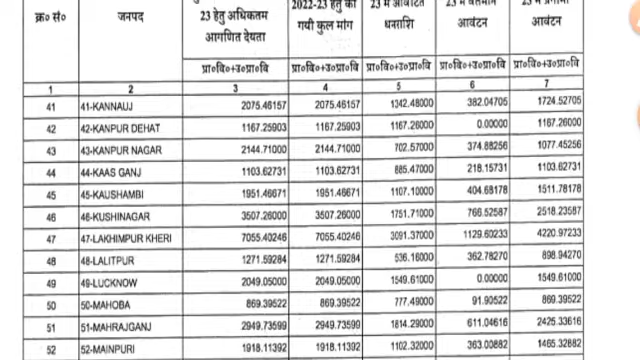 क्र० सं० जनपद 23 हेतु अधिकतम आगणित देयता 2022-23 हेतु की गयी कुल मांग 23 में आवंटित धनराशि 23 में वर्तमान आवंटन आवंटन
प्रा०वि०+उ०प्रा०वि प्रा०वि०+उ०प्रा०वि प्रा०वि०+उ०प्रा०वि प्रा०वि०+उ०प्रा०वि प्रा०वि०+उ०प्रा०वि
1 2 3 4 5 6 7
41 41-KANNAUJ 2075.46157 2075.46157 1342.48000 382.04705 1724.52705
42 42-KANPUR DEHAT 1167.25903 1167.25903 1167.26000 0.00000 1167.26000
43 43-KANPUR NAGAR 2144.71000 2144.71000 702.57000 374.88256 1077.45256
44 44-KAAS GANJ 1103.62731 1103.62731 885.47000 218.15731 1103.62731
45 45-KAUSHAMBI 1951.46671 1951.46671 1107.10000 404.68178 1511.78178
46 46-KUSHINAGAR 3507.26000 3507.26000 1751.71000 766.52587 2518.23587
47 47-LAKHIMPUR KHERI 7055.40246 7055.40246 3091.37000 1129.60233 4220.97233
48 48-LALITPUR 1271.59284 1271.59284 536.16000 362.78270 898.94270
49 49-LUCKNOW 2049.05000 2049.05000 1549.61000 0.00000 1549.61000
50 50-MAHOBA 869.39522 869.39522 777.49000 91.90522 869.39522
51 51-MAHRAJGANJ 2949.73599 2949.73599 1814.29000 611.04616 2425.33616
52 52-MAINPURI 1918.11392 1918.11392 1102.32000 363.00882 1465.32882